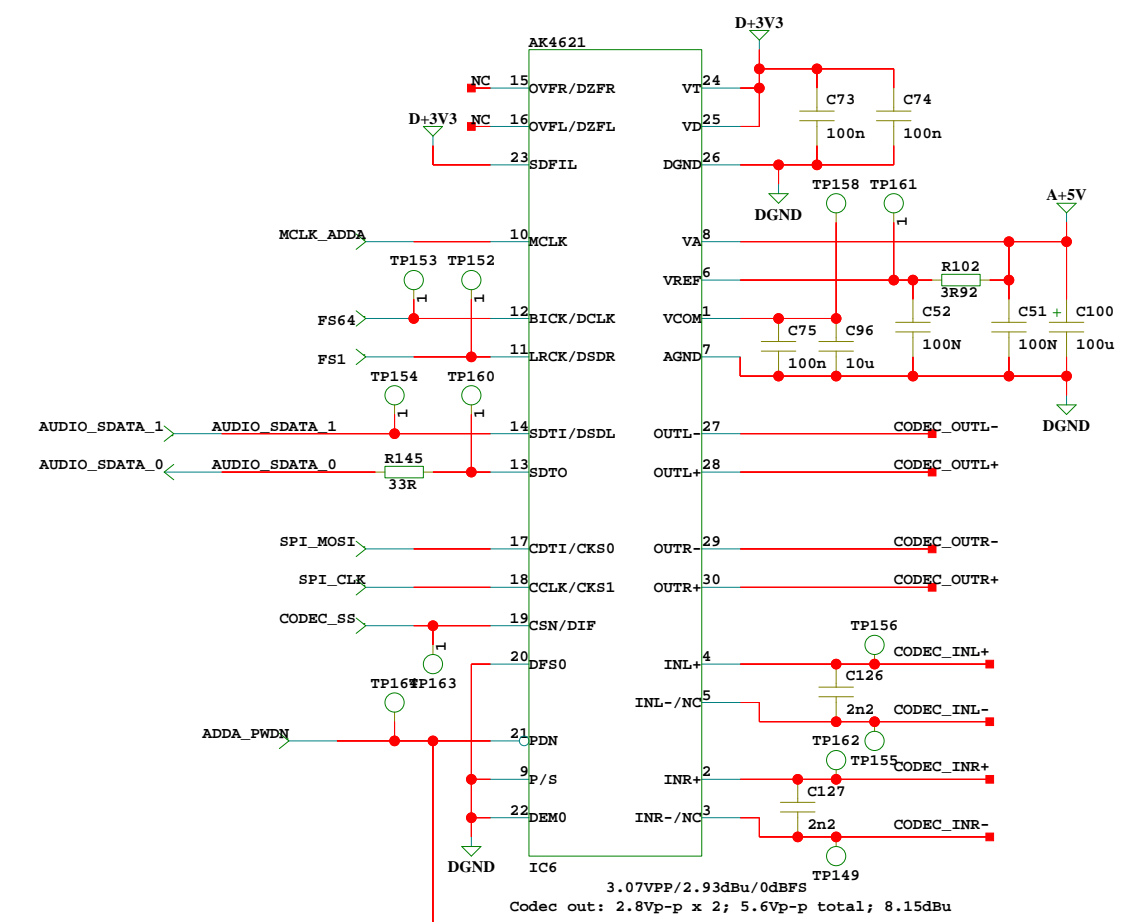 D+3V3
AK4621
NC 15 OVFR/DZFR
VT 24
C73
C74
D+3V3
NC 16 OVFL/DZFL
VD 25
100n
100n
23 SDFIL
DGND 26
TP158
TP161
DGND
1
A+5V
MCLK_ADDA
10 MCLK
VA 8
TP153
TP152
R102
VREF 6
3R92
1
1
FS64
12 BICK/DCLK
VCOM 1
C75
C96
C52
C51
+
C100
100N
100N
100u
FS1
11 LRCK/DSDR
AGND 7
100n
10u
TP154
TP160
1
1
DGND
AUDIO_SDATA_1
AUDIO_SDATA_1
14 SDTI/DSDL
OUTL- 27
CODEC_OUTL-
AUDIO_SDATA_0
AUDIO_SDATA_0
R145
33R
13 SDTO
OUTL+ 28
CODEC_OUTL+
SPI_MOSI
17 CDTI/CKS0
OUTR- 29
CODEC_OUTR-
SPI_CLK
18 CCLK/CKS1
OUTR+ 30
CODEC_OUTR+
CODEC_SS
19 CSN/DIF
TP156
1
20 DFS0
INL+ 4
CODEC_INL+
TP164
TP163
C126
INL-/NC 5
2n2
CODEC_INL-
ADDA_PWDN
21 PDN
TP162
TP155
9 P/S
INR+ 2
CODEC_INR+
C127
22 DEM0
INR-/NC 3
2n2
CODEC_INR-
DGND
IC6
TP149
3.07VPP/2.93dBu/0dBFS
Codec out: 2.8Vp-p x 2; 5.6Vp-p total; 8.15dBu